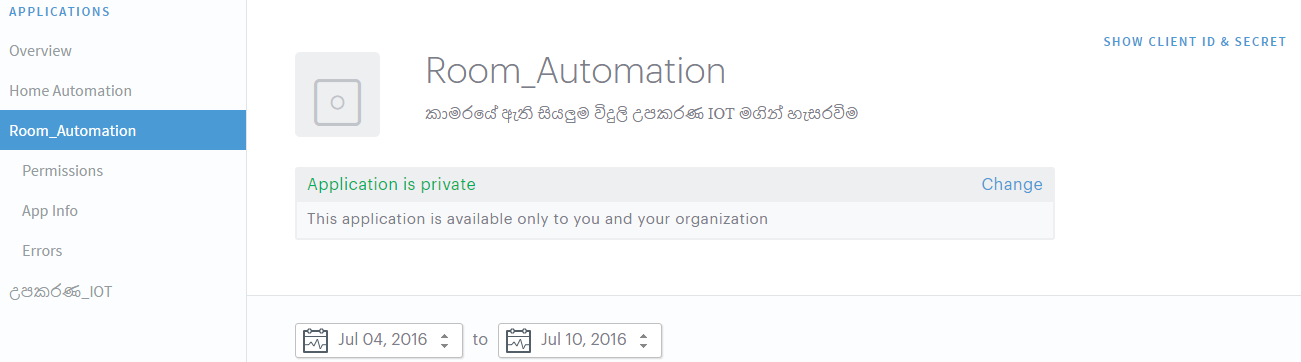 APPLICATIONS
SHOW CLIENT ID & SECRET
Overview
Home Automation
Room_Automation
Permissions
App Info
Errors
උපකරණ_IOT
Room_Automation
කාමරයේ ඇති සියලුම විදුලි උපකරණ IOT මගින් හැසරවීම
Application is private
Change
This application is available only to you and your organization
Jul 04, 2016 to Jul 10, 2016